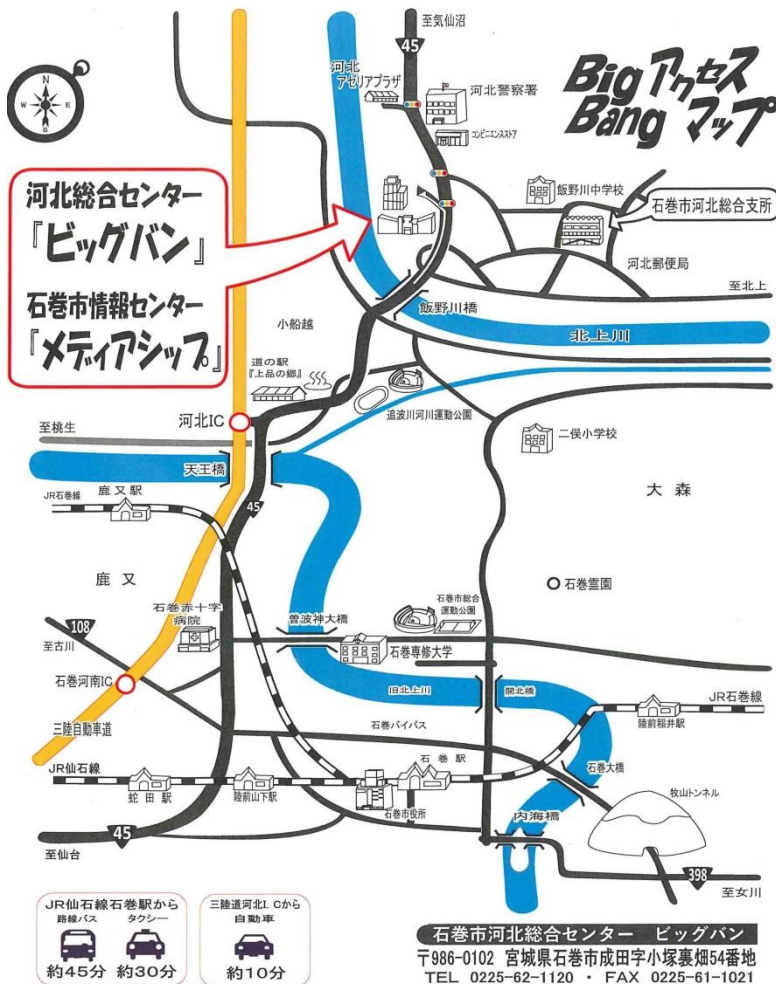 Big アクセス
Bang マップ
N
W
E
S
至気仙沼
45
河北
アゼリアプラザ
河北警察署
コンビニエンスストア
飯野川中学校
石巻市河北総合支所
河北郵便局
至北上
河北総合センター
『ビッグバン』
石巻市情報センター
『メディアシップ』
飯野川橋
北上川
小船越
道の駅
『上品の郷』
追波川河川運動公園
河北IC
至桃生
二俣小学校
天王橋
大森
JR石巻線
鹿又駅
45
鹿又
石巻霊園
石巻赤十字
病院
曽波神大橋
石巻市総合
運動公園
石巻専修大学
108
至古川
石巻河南IC
旧北上川
開北橋
JR石巻線
陸前稲井駅
三陸自動車道
石巻バイパス
石巻大橋
JR仙石線
蛇田駅
陸前山下駅
石巻駅
石巻市役所
牧山トンネル
内海橋
45
至仙台
398
至女川
JR仙石線石巻駅から
路線バス
タクシー
約45分
約30分
三陸道河北I.Cから
自動車
約10分
石巻市河北総合センター ビッグバン
〒986-0102 宮城県石巻市成田字小塚裏畑54番地
TEL 0225-62-1120 ・ FAX 0225-61-1021